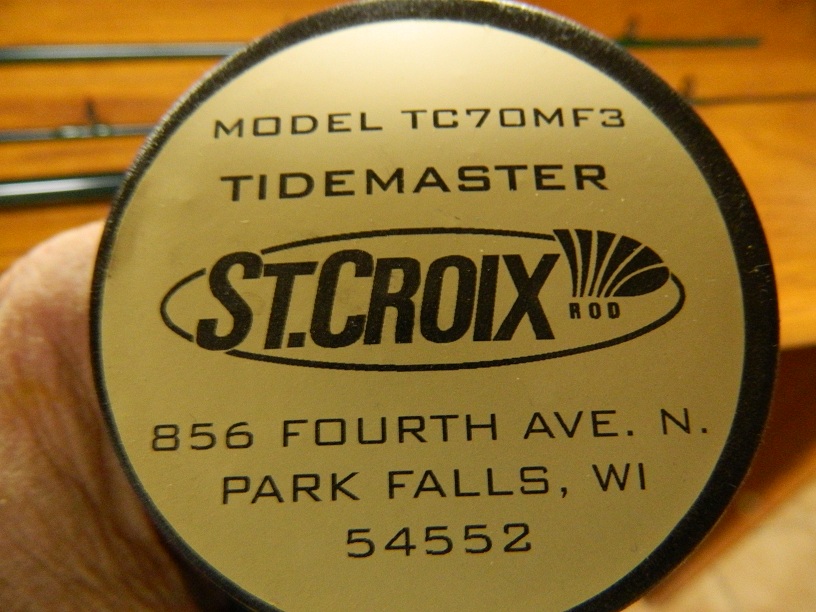 MODEL TC70MF3
TIDEMASTER
ST.CROIX
ROD
856 FOURTH AVE. N.
PARK FALLS, WI
54552